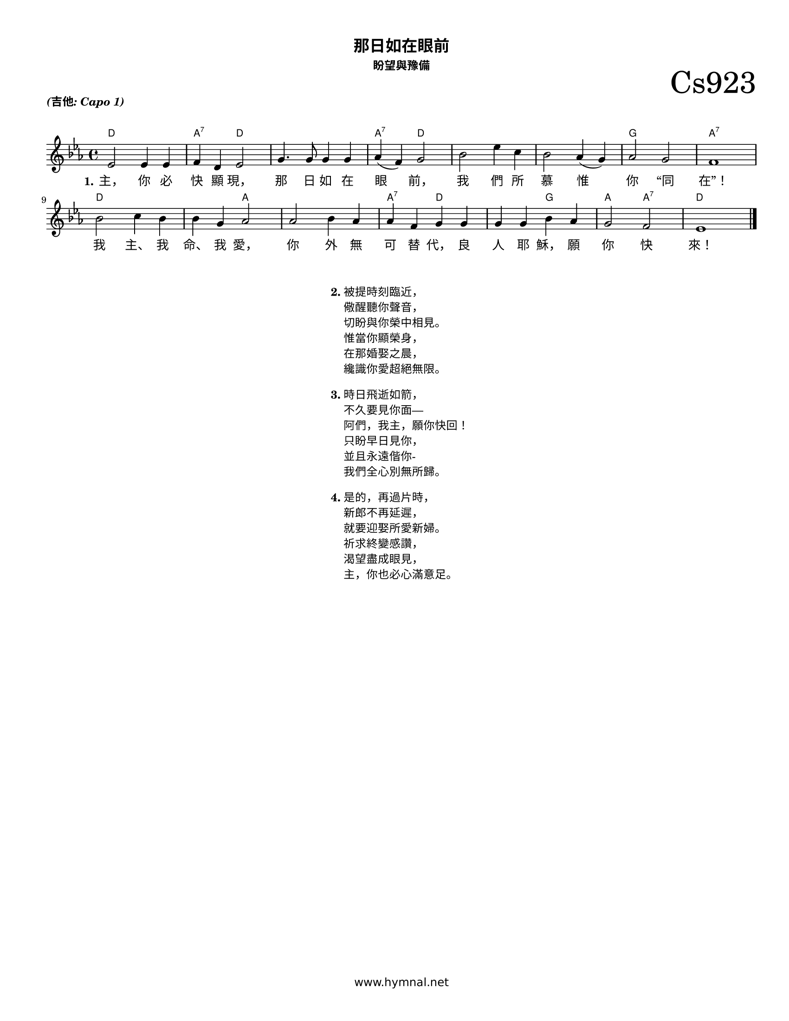 那日如在眼前
盼望與豫備
Cs923
(吉他: Capo 1)
D A7 D A7 D G A7
1. 主， 你 必 快 顯 現， 那 日 如 在 眼 前， 我 們 所 慕 惟 你 “同 在”！
9 D A A7 D G A A7 D
我 主、 我 命、 我 愛， 你 外 無 可 替 代， 良 人 耶 穌， 願 你 快 來！
2. 被提時刻臨近，
儆醒聽你聲音，
切盼與你榮中相見。
惟當你顯榮身，
在那婚娶之晨，
纔識你愛超絕無限。
3. 時日飛逝如箭，
不久要見你面—
阿們，我主，願你快回！
只盼早日見你，
並且永遠偕你-
我們全心別無所歸。
4. 是的，再過片時，
新郎不再延遲，
就要迎娶所愛新婦。
祈求終變感讚，
渴望盡成眼見，
主，你也必心滿意足。
www.hymnal.net